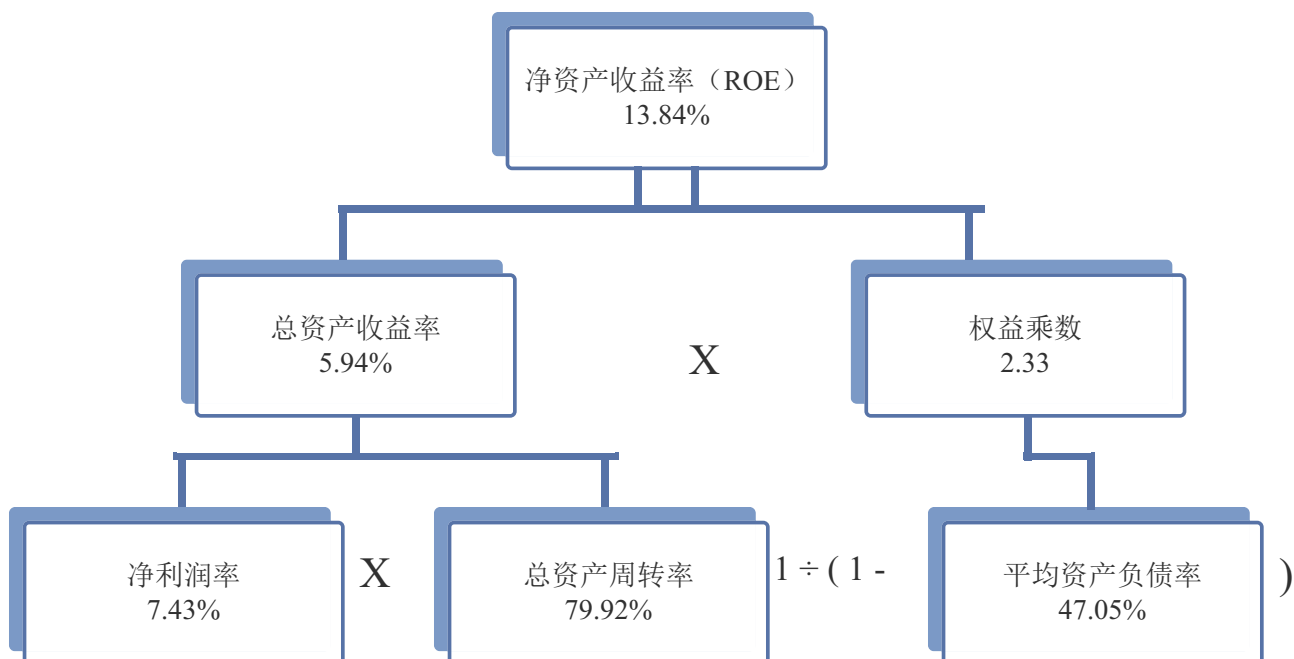 净资产收益率（ROE）
13.84%
总资产收益率
5.94%
X
权益乘数
2.33
净利润率
7.43%
X
总资产周转率
79.92%
1 ÷ ( 1 -
平均资产负债率
47.05%
)